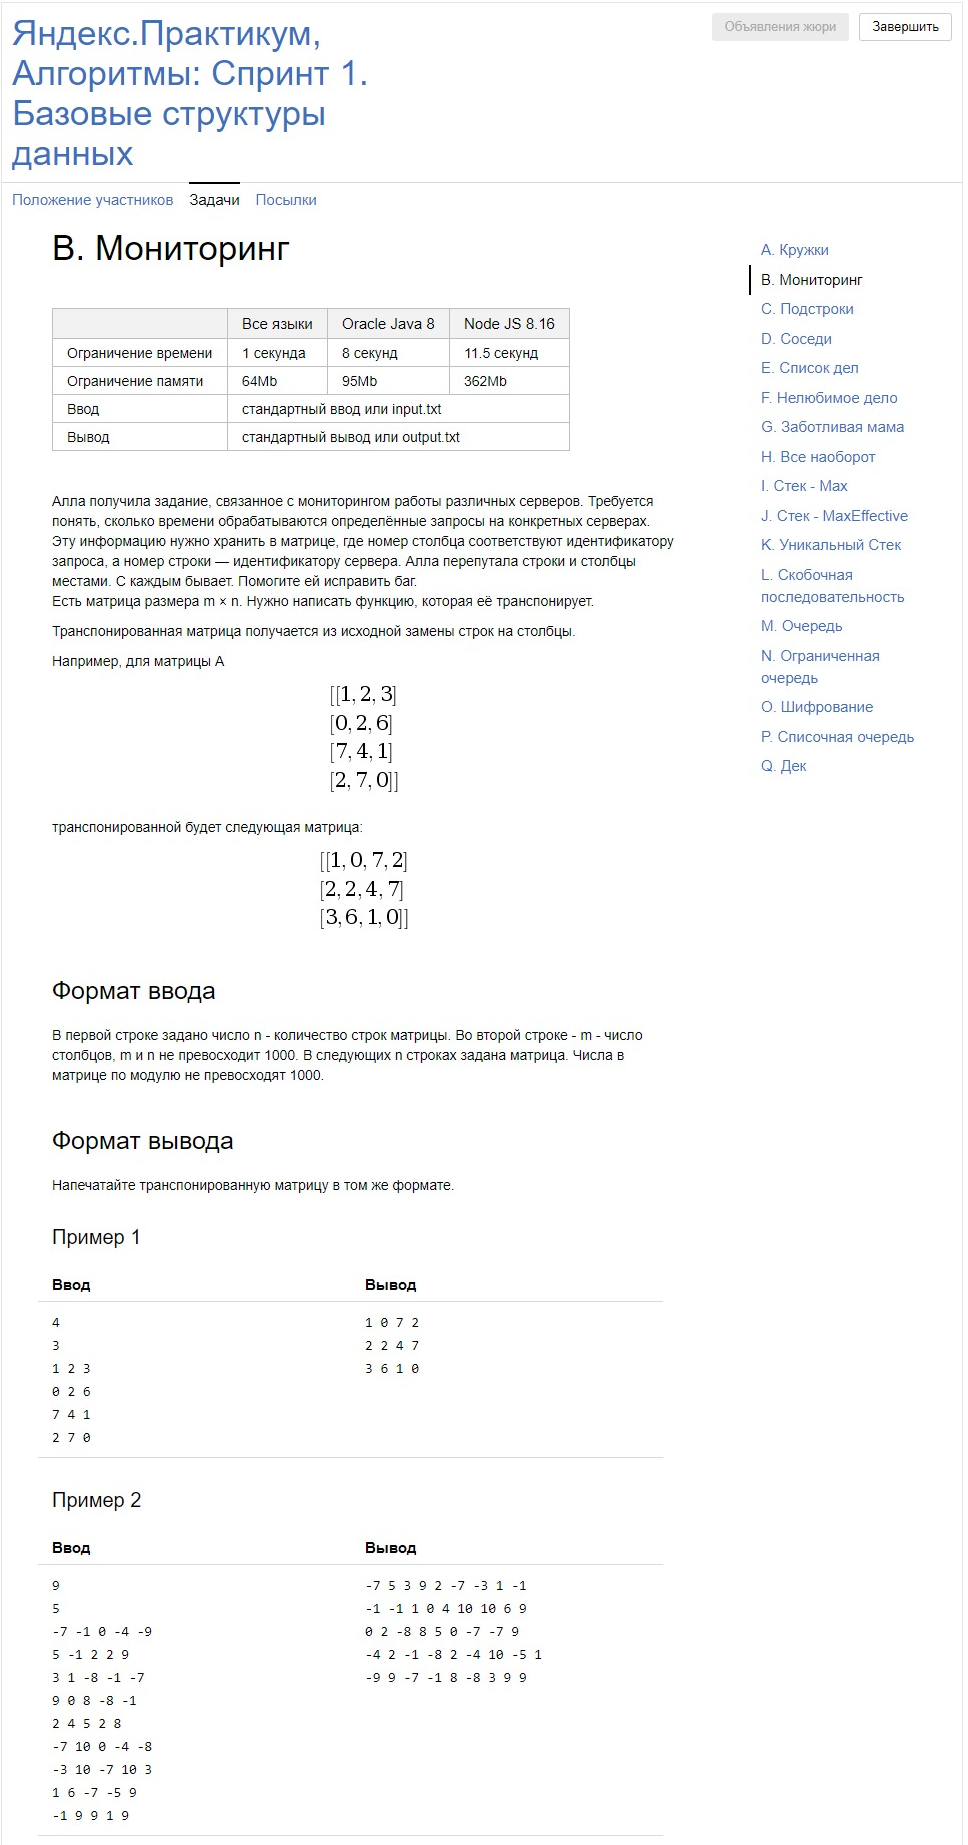 Яндекс.Практикум,
Алгоритмы: Спринт 1.
Базовые структуры
данных
Объявления жюри
Завершить
Положение участников Задачи Посылки
B. Мониторинг
Все языки Oracle Java 8 Node JS 8.16
Ограничение времени 1 секунда 8 секунд 11.5 секунд
Ограничение памяти 64Mb 95Mb 362Mb
Ввод стандартный ввод или input.txt
Вывод стандартный вывод или output.txt
Алла получила задание, связанное с мониторингом работы различных серверов. Требуется
понять, сколько времени обрабатываются определённые запросы на конкретных серверах.
Эту информацию нужно хранить в матрице, где номер столбца соответствуют идентификатору
запроса, а номер строки — идентификатору сервера. Алла перепутала строки и столбцы
местами. С каждым бывает. Помогите ей исправить баг.
Есть матрица размера m × n. Нужно написать функцию, которая её транспонирует.
Транспонированная матрица получается из исходной замены строк на столбцы.
Например, для матрицы А
[[1, 2, 3]
[0, 2, 6]
[7, 4, 1]
[2, 7, 0]]
транспонированной будет следующая матрица:
[[1, 0, 7, 2]
[2, 2, 4, 7]
[3, 6, 1, 0]]
Формат ввода
В первой строке задано число n - количество строк матрицы. Во второй строке - m - число
столбцов, m и n не превосходит 1000. В следующих n строках задана матрица. Числа в
матрице по модулю не превосходят 1000.
Формат вывода
Напечатайте транспонированную матрицу в том же формате.
Пример 1
Ввод
4
3
1 2 3
0 2 6
7 4 1
2 7 0
Вывод
1 0 7 2
2 2 4 7
3 6 1 0
Пример 2
Ввод
9
5
-7 -1 0 -4 -9
5 -1 2 2 9
3 1 -8 -1 -7
9 0 8 -8 -1
2 4 5 2 8
-7 10 0 -4 -8
-3 10 -7 10 3
1 6 -7 -5 9
-1 9 9 1 9
Вывод
-7 5 3 9 2 -7 -3 1 -1
-1 -1 1 0 4 10 10 6 9
0 2 -8 8 5 0 -7 -7 9
-4 2 -1 -8 2 -4 10 -5 1
-9 9 -7 -1 8 -8 3 9 9
A. Кружки
B. Мониторинг
C. Подстроки
D. Соседи
E. Список дел
F. Нелюбимое дело
G. Заботливая мама
H. Все наоборот
I. Стек - Max
J. Стек - MaxEffective
K. Уникальный Стек
L. Скобочная
последовательность
M. Очередь
N. Ограниченная
очередь
O. Шифрование
P. Списочная очередь
Q. Дек